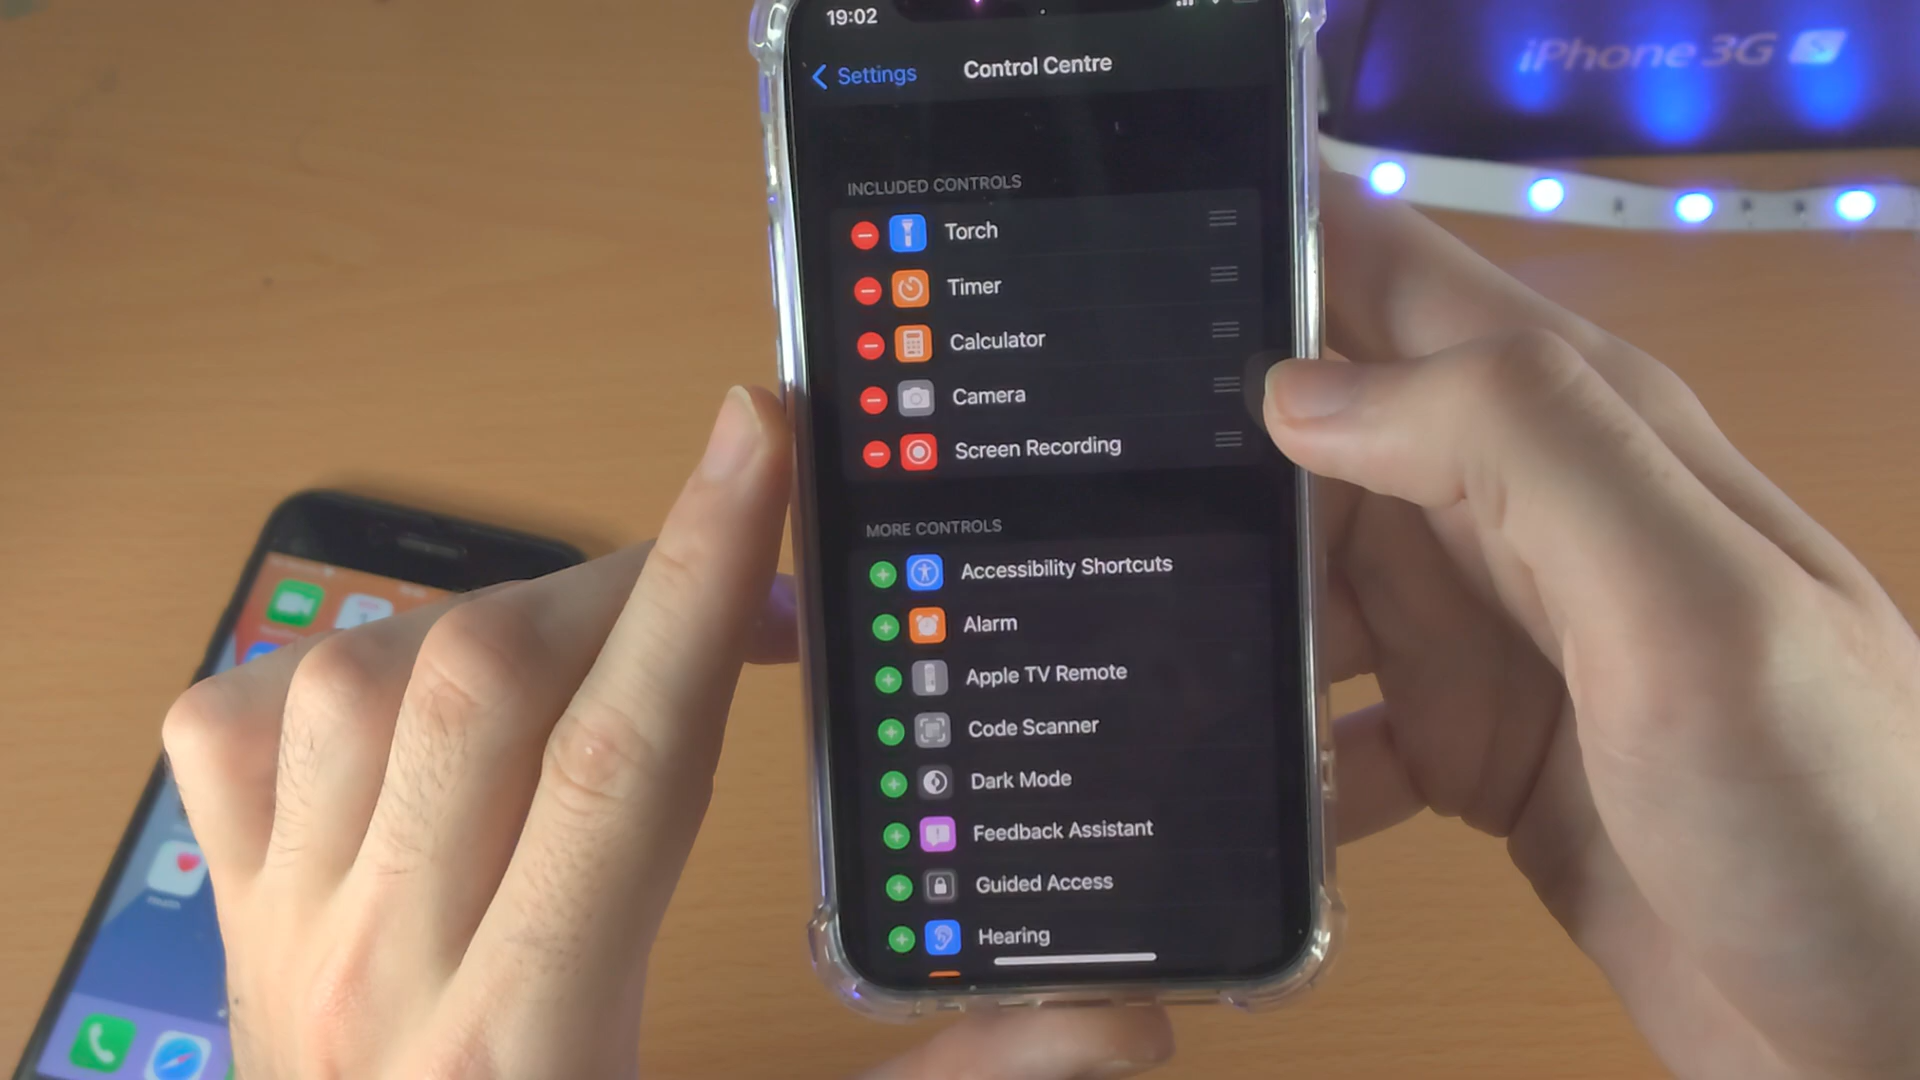 19:02
iPhone 3G S
Settings
Control Centre
INCLUDED CONTROLS
Torch
Timer
Calculator
Camera
Screen Recording
MORE CONTROLS
Accessibility Shortcuts
Alarm
Apple TV Remote
Code Scanner
Dark Mode
Feedback Assistant
Guided Access
Hearing
Health